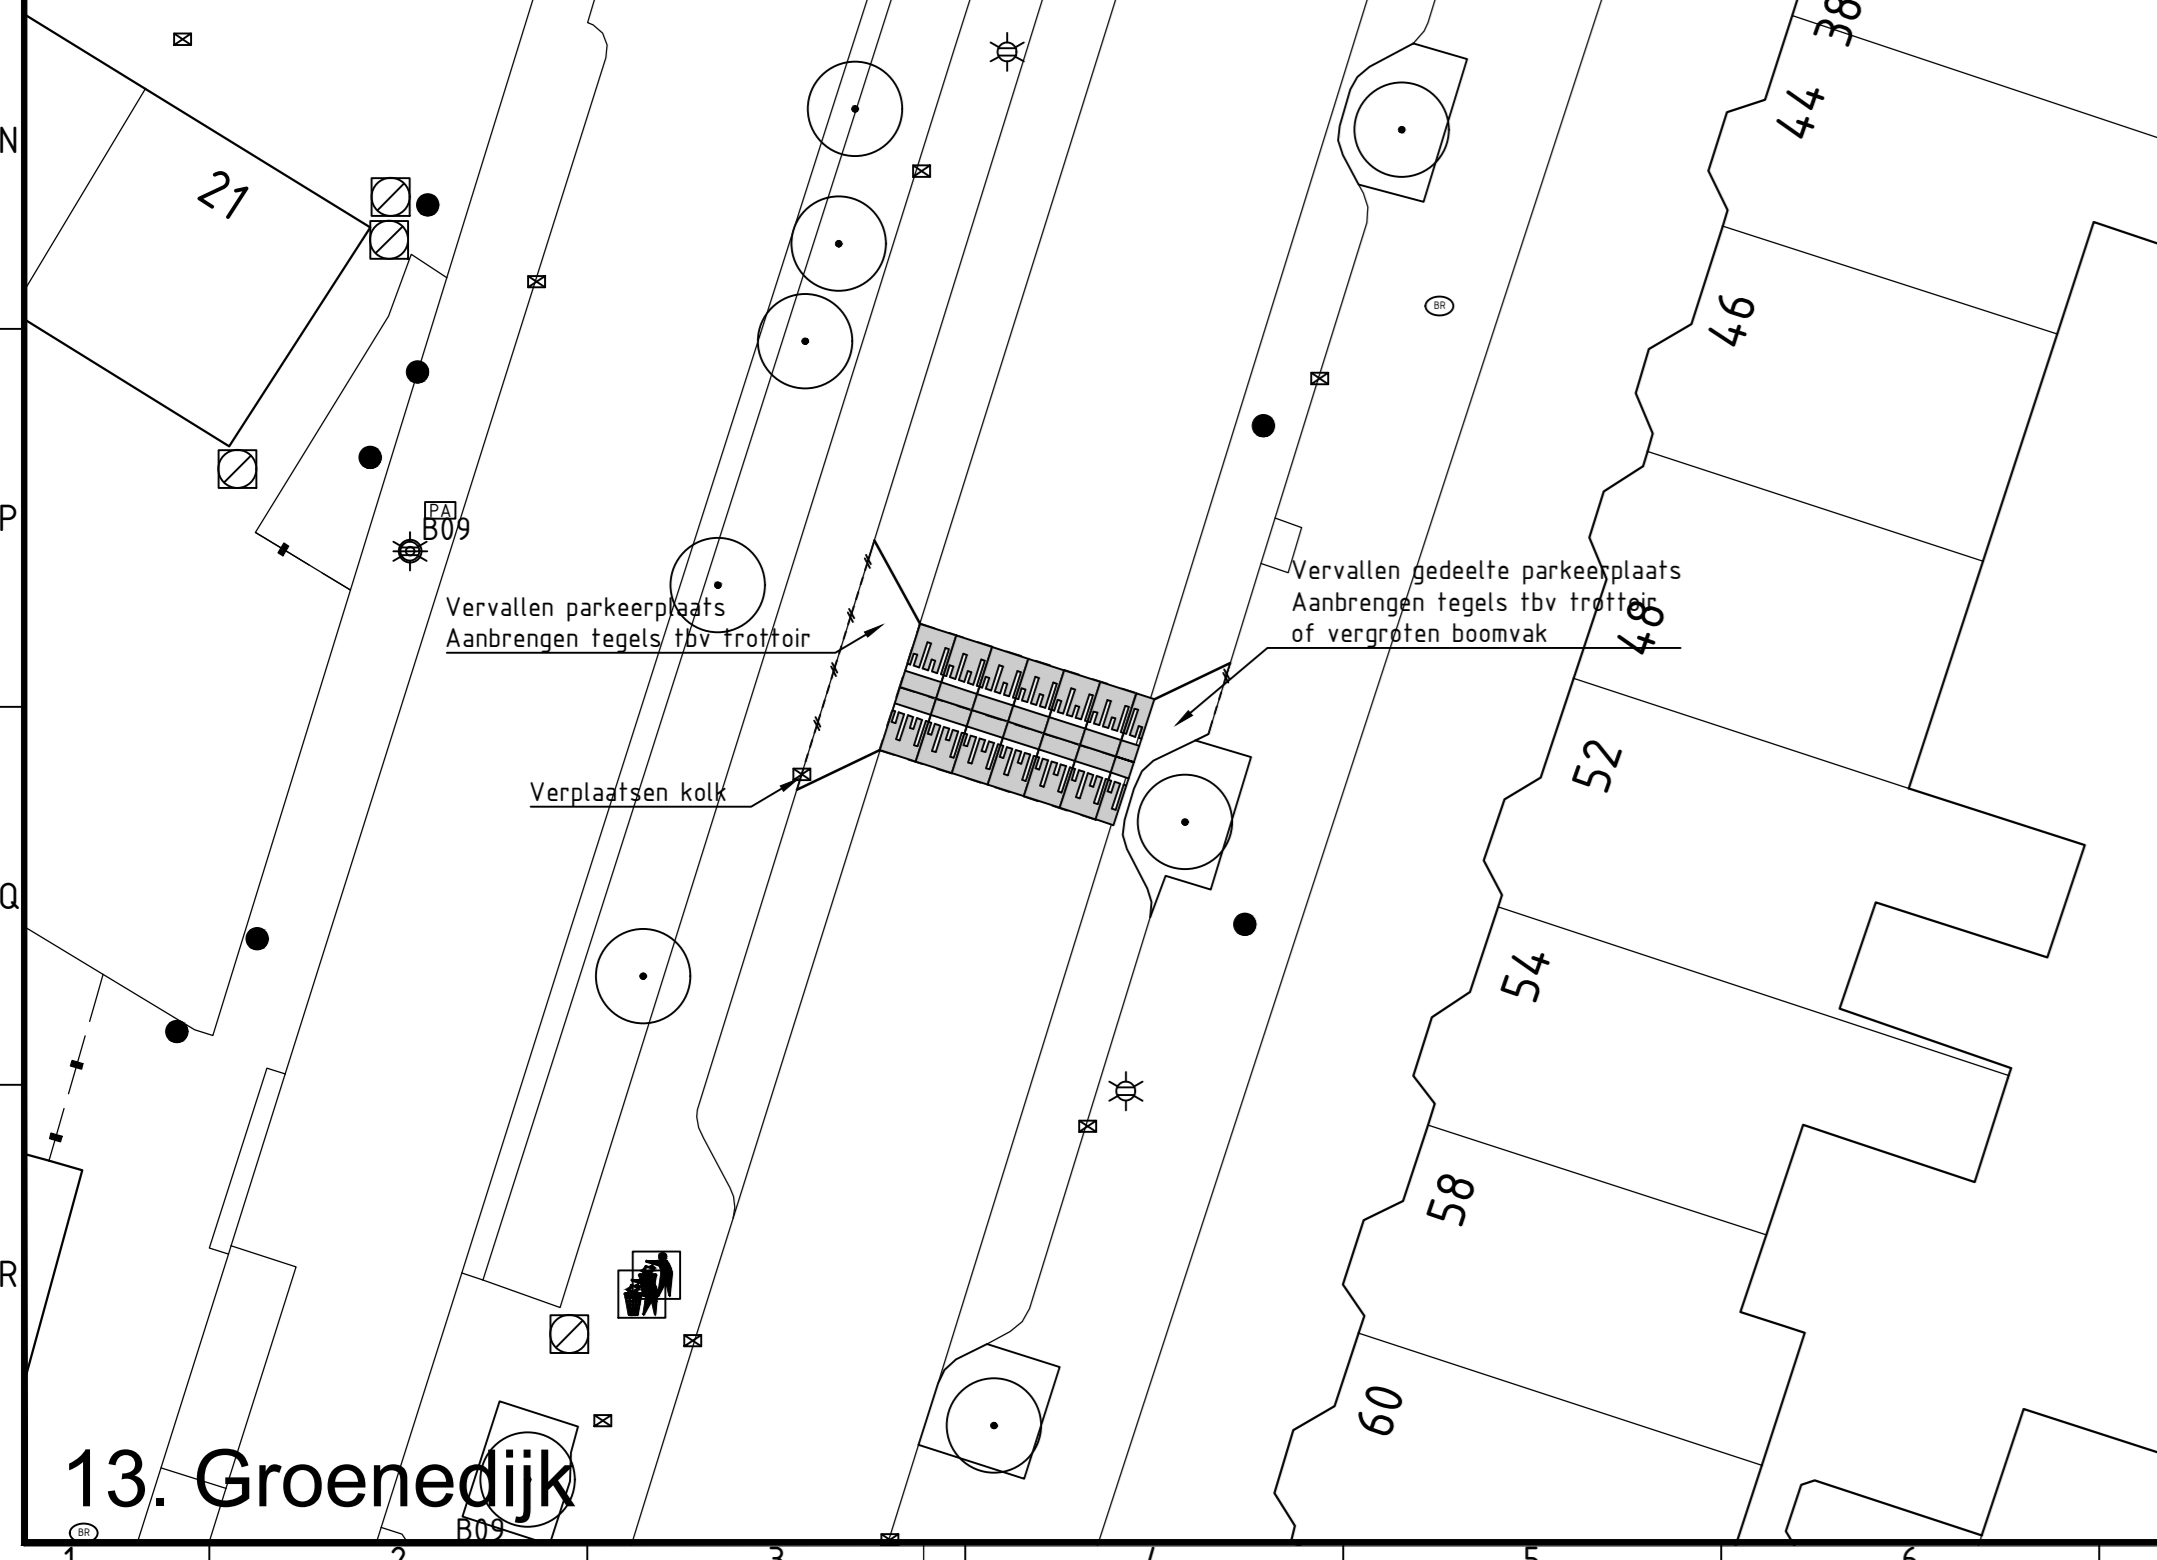 38
44
N
21
46
BR
P
PA
B09
Vervallen gedeelte parkeerplaats
Aanbrengen tegels tbv trottoir
of vergroten boomvak
Vervallen parkeerplaats
Aanbrengen tegels tbv trottoir
48
52
Verplaatsen kolk
Q
54
58
R
60
13. Groenedijk
B09
BR
1 2 3 4 5 6